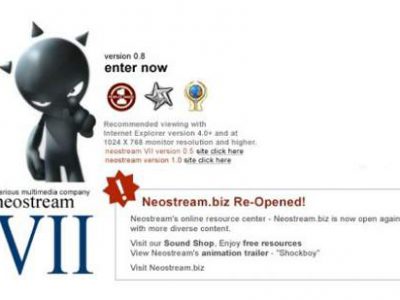 version 0.8
enter now
Recommended viewing with
Internet Explorer version 4.0+ and at
1024 X 768 monitor resolution and higher.
neostream VII version 0.5 site click here
neostream version 1.0 site click here
erious multimedia company
neostream
VII
!
Neostream.biz Re-Opened!
Neostream's online resource center - Neostream.biz is now open again
with more diverse content.
Visit our Sound Shop, Enjoy free resources
View Neostream's animation trailer - "Shockboy"
Visit Neostream.biz